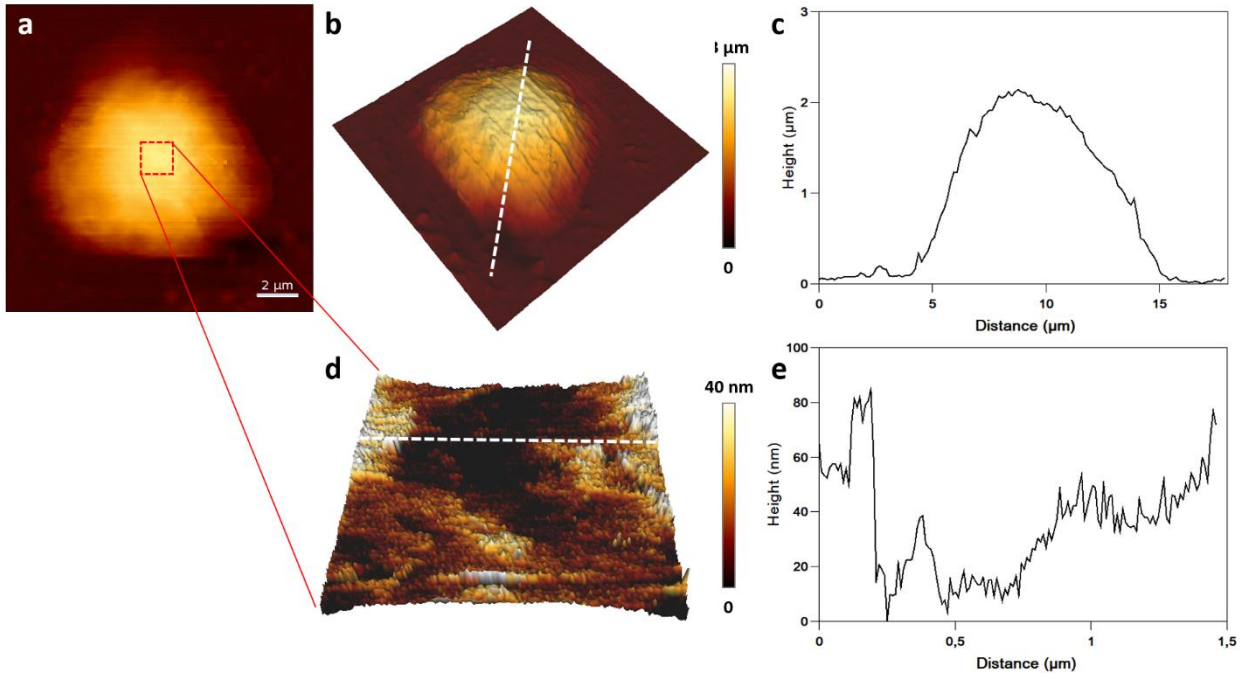 a
2 µm
b
µm
0
c
3
2
1
0
Height (µm)
0 5 10 15
Distance (µm)
d
40 nm
0
e
100
80
60
40
20
0
Height (nm)
0 0,5 1 1,5
Distance (µm)